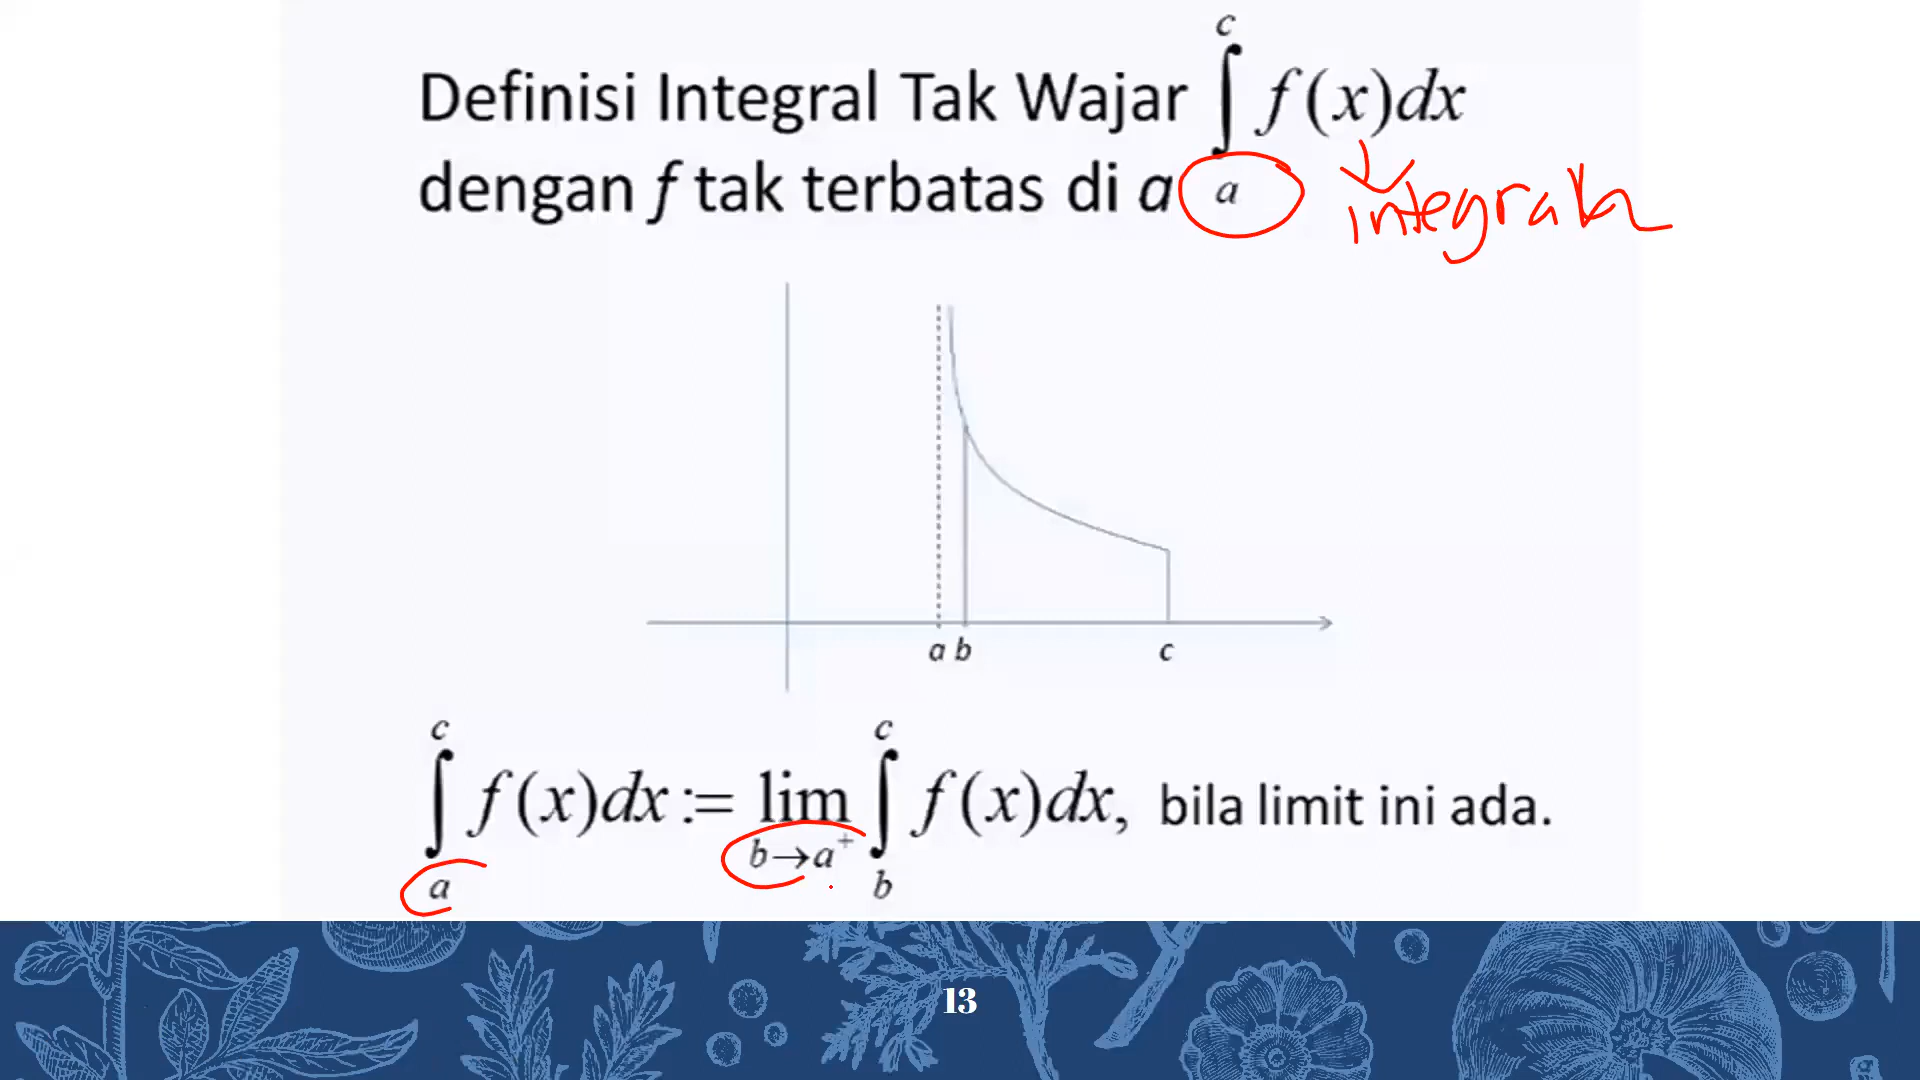 Definisi Integral Tak Wajar ∫_a^c f(x)dx
dengan f tak terbatas di a
a b c
∫_a^c f(x)dx := lim_{b→a⁺} ∫_b^c f(x)dx, bila limit ini ada.
13